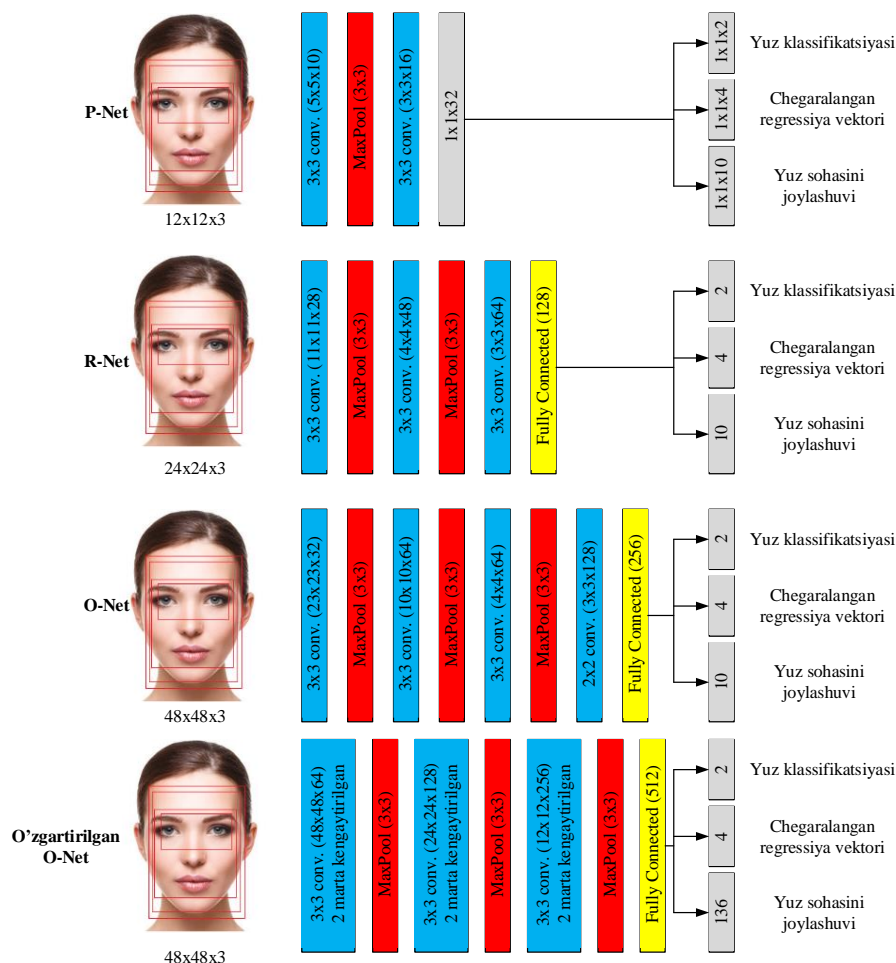 P-Net
12x12x3
3x3 conv. (5x5x10)
MaxPool (3x3)
3x3 conv. (3x3x16)
1x1x32
1x1x2
Yuz klassifikatsiyasi
1x1x4
Chegaralangan
regressiya vektori
1x1x10
Yuz sohasini
joylashuvi
R-Net
24x24x3
3x3 conv. (11x11x28)
MaxPool (3x3)
3x3 conv. (4x4x48)
MaxPool (3x3)
3x3 conv. (3x3x64)
Fully Connected (128)
2
Yuz klassifikatsiyasi
4
Chegaralangan
regressiya vektori
10
Yuz sohasini
joylashuvi
O-Net
48x48x3
3x3 conv. (23x23x32)
MaxPool (3x3)
3x3 conv. (10x10x64)
MaxPool (3x3)
3x3 conv. (4x4x64)
MaxPool (3x3)
2x2 conv. (3x3x128)
Fully Connected (256)
2
Yuz klassifikatsiyasi
4
Chegaralangan
regressiya vektori
10
Yuz sohasini
joylashuvi
O'zgartirilgan
O-Net
48x48x3
3x3 conv. (48x48x64)
2 marta kengaytirilgan
MaxPool (3x3)
3x3 conv. (24x24x128)
2 marta kengaytirilgan
MaxPool (3x3)
3x3 conv. (12x12x256)
2 marta kengaytirilgan
MaxPool (3x3)
Fully Connected (512)
2
Yuz klassifikatsiyasi
4
Chegaralangan
regressiya vektori
136
Yuz sohasini
joylashuvi